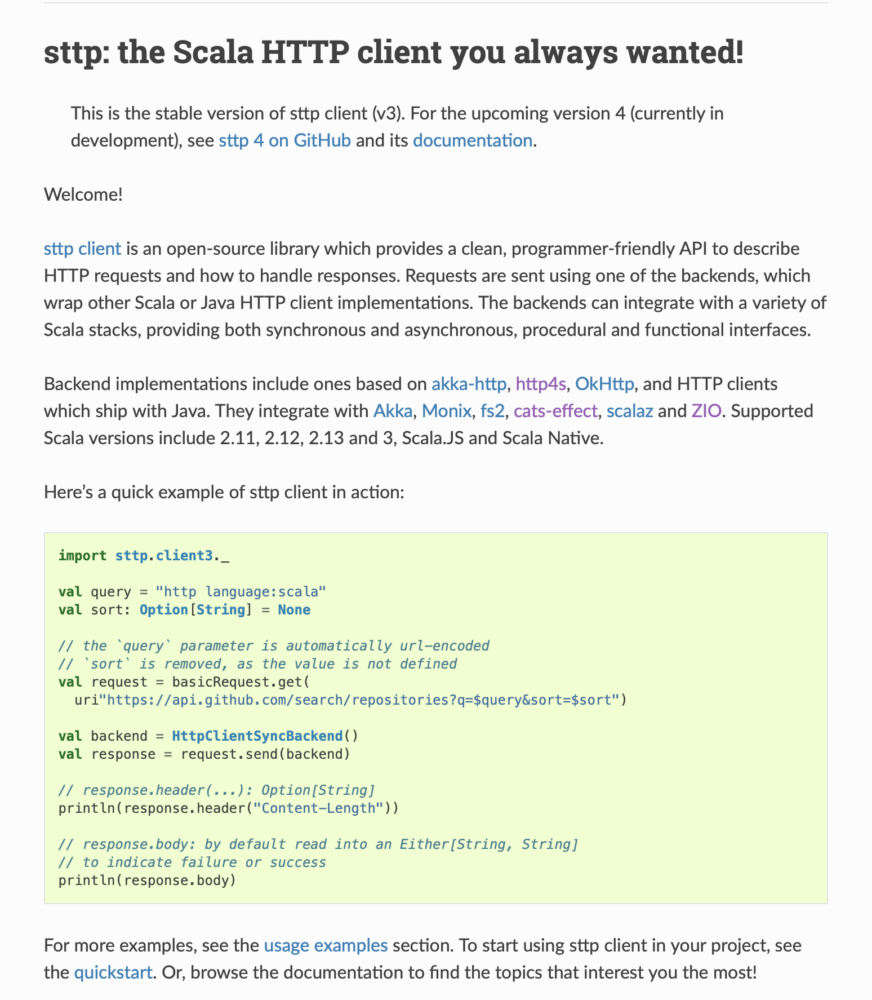 sttp: the Scala HTTP client you always wanted!
This is the stable version of sttp client (v3). For the upcoming version 4 (currently in
development), see sttp 4 on GitHub and its documentation.
Welcome!
sttp client is an open-source library which provides a clean, programmer-friendly API to describe
HTTP requests and how to handle responses. Requests are sent using one of the backends, which
wrap other Scala or Java HTTP client implementations. The backends can integrate with a variety of
Scala stacks, providing both synchronous and asynchronous, procedural and functional interfaces.
Backend implementations include ones based on akka-http, http4s, OkHttp, and HTTP clients
which ship with Java. They integrate with Akka, Monix, fs2, cats-effect, scalaz and ZIO. Supported
Scala versions include 2.11, 2.12, 2.13 and 3, Scala.JS and Scala Native.
Here’s a quick example of sttp client in action:
import sttp.client3._
val query = "http language:scala"
val sort: Option[String] = None
// the `query` parameter is automatically url-encoded
// `sort` is removed, as the value is not defined
val request = basicRequest.get(
  uri"https://api.github.com/search/repositories?q=$query&sort=$sort")
val backend = HttpClientSyncBackend()
val response = request.send(backend)
// response.header(...): Option[String]
println(response.header("Content-Length"))
// response.body: by default read into an Either[String, String]
// to indicate failure or success
println(response.body)
For more examples, see the usage examples section. To start using sttp client in your project, see
the quickstart. Or, browse the documentation to find the topics that interest you the most!